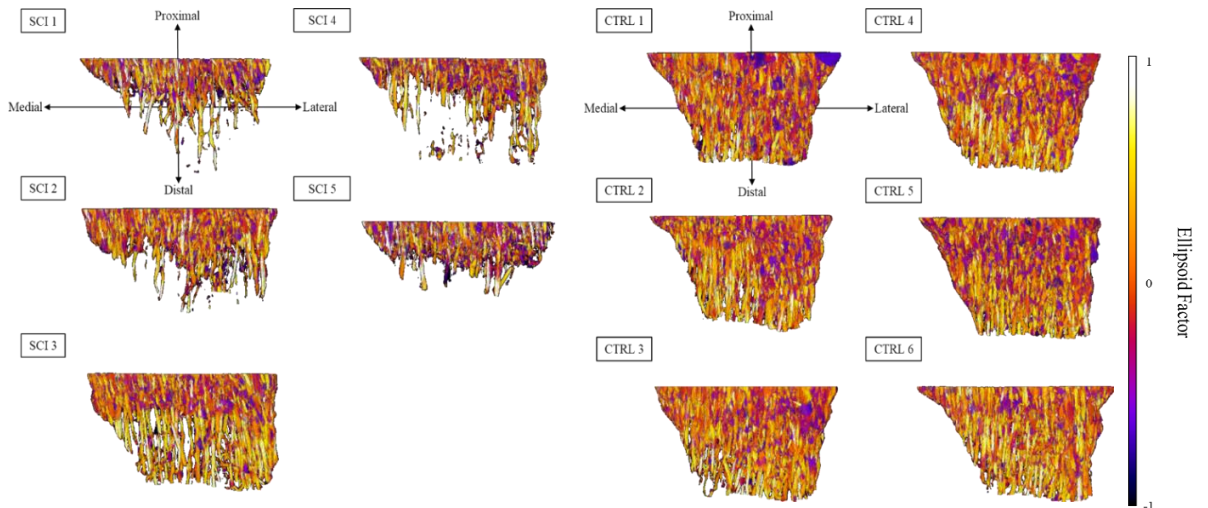 SCI 1
Proximal
SCI 4
CTRL 1
Proximal
CTRL 4
1
Medial
Lateral
Medial
Lateral
SCI 2
Distal
SCI 5
CTRL 2
Distal
CTRL 5
Ellipsoid Factor
0
SCI 3
CTRL 3
CTRL 6
-1